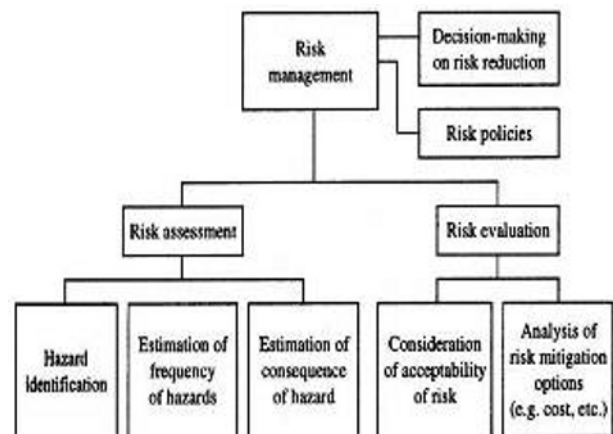 Risk
management
Decision-making
on risk reduction
Risk policies
Risk assessment
Risk evaluation
Hazard
Identification
Estimation of
frequency
of hazards
Estimation of
consequence
of hazard
Consideration
of acceptability
of risk
Analysis of
risk mitigation
options
(e.g. cost, etc.)